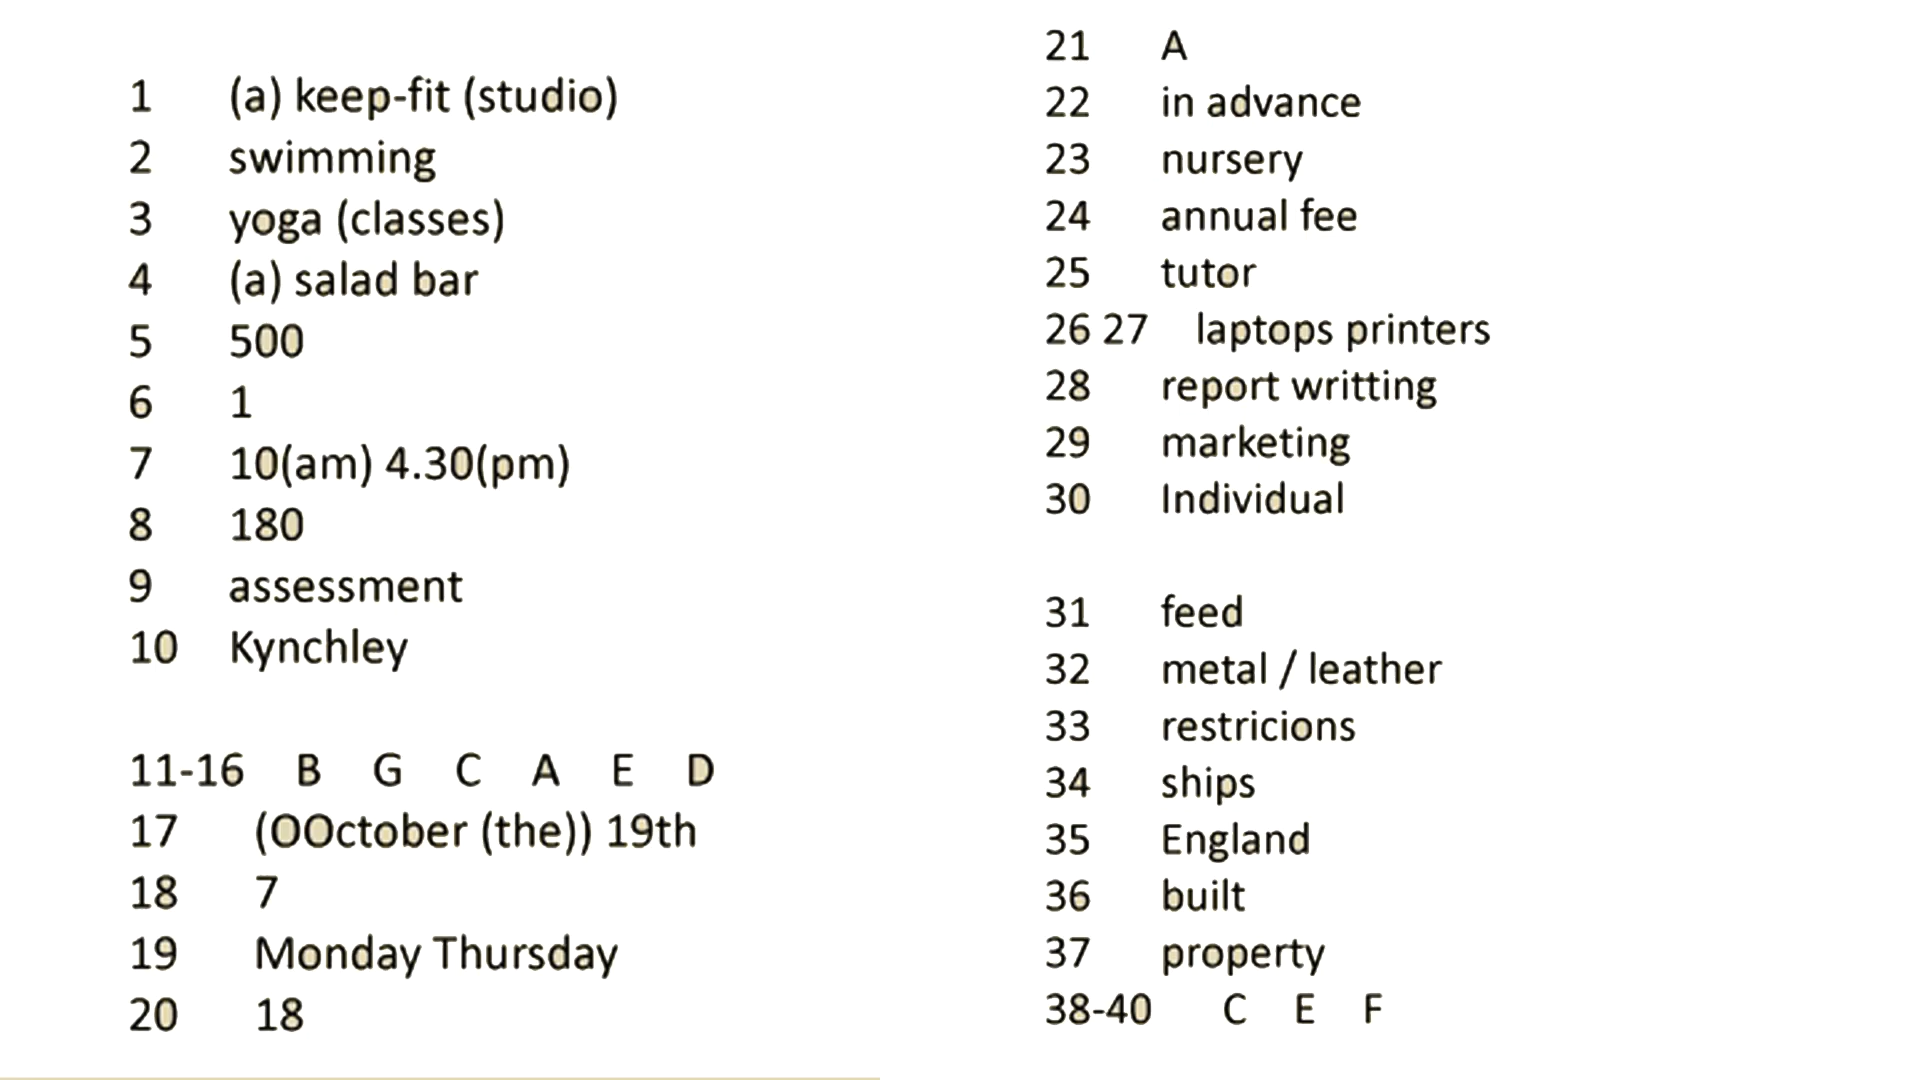 1 (a) keep-fit (studio)
2 swimming
3 yoga (classes)
4 (a) salad bar
5 500
6 1
7 10(am) 4.30(pm)
8 180
9 assessment
10 Kynchley
11-16 B G C A E D
17 (OOctober (the)) 19th
18 7
19 Monday Thursday
20 18
21 A
22 in advance
23 nursery
24 annual fee
25 tutor
26 27 laptops printers
28 report writting
29 marketing
30 Individual
31 feed
32 metal / leather
33 restricions
34 ships
35 England
36 built
37 property
38-40 C E F